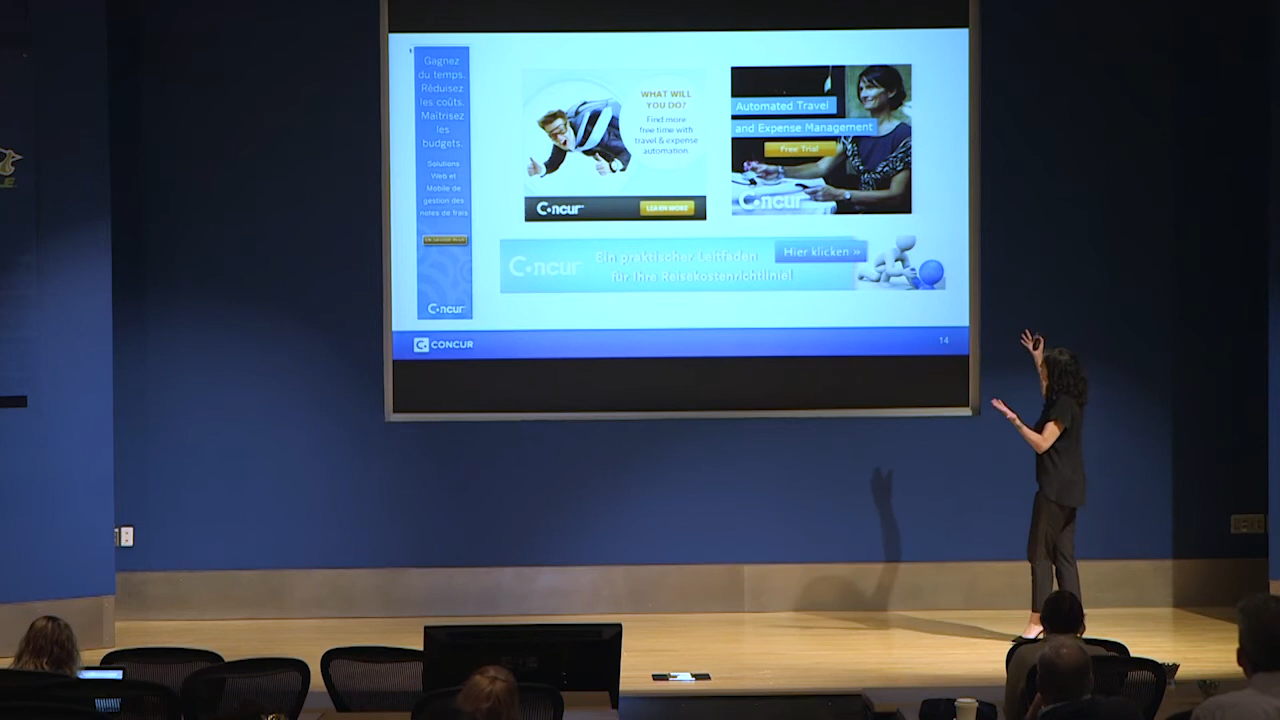 Gagnez
du temps.
Réduisez
les coûts.
Maîtrisez
les
budgets.
Solutions
Web et
Mobile de
gestion des
notes de frais
Concur
WHAT WILL
YOU DO?
Find more
free time with
travel & expense
automation.
Concur
LEARN MORE
Automated Travel
and Expense Management
Free Trial
Concur
Concur
Ein praktischer Leitfaden
für Ihre Reisekostenrichtlinie!
Hier klicken »
CONCUR
14